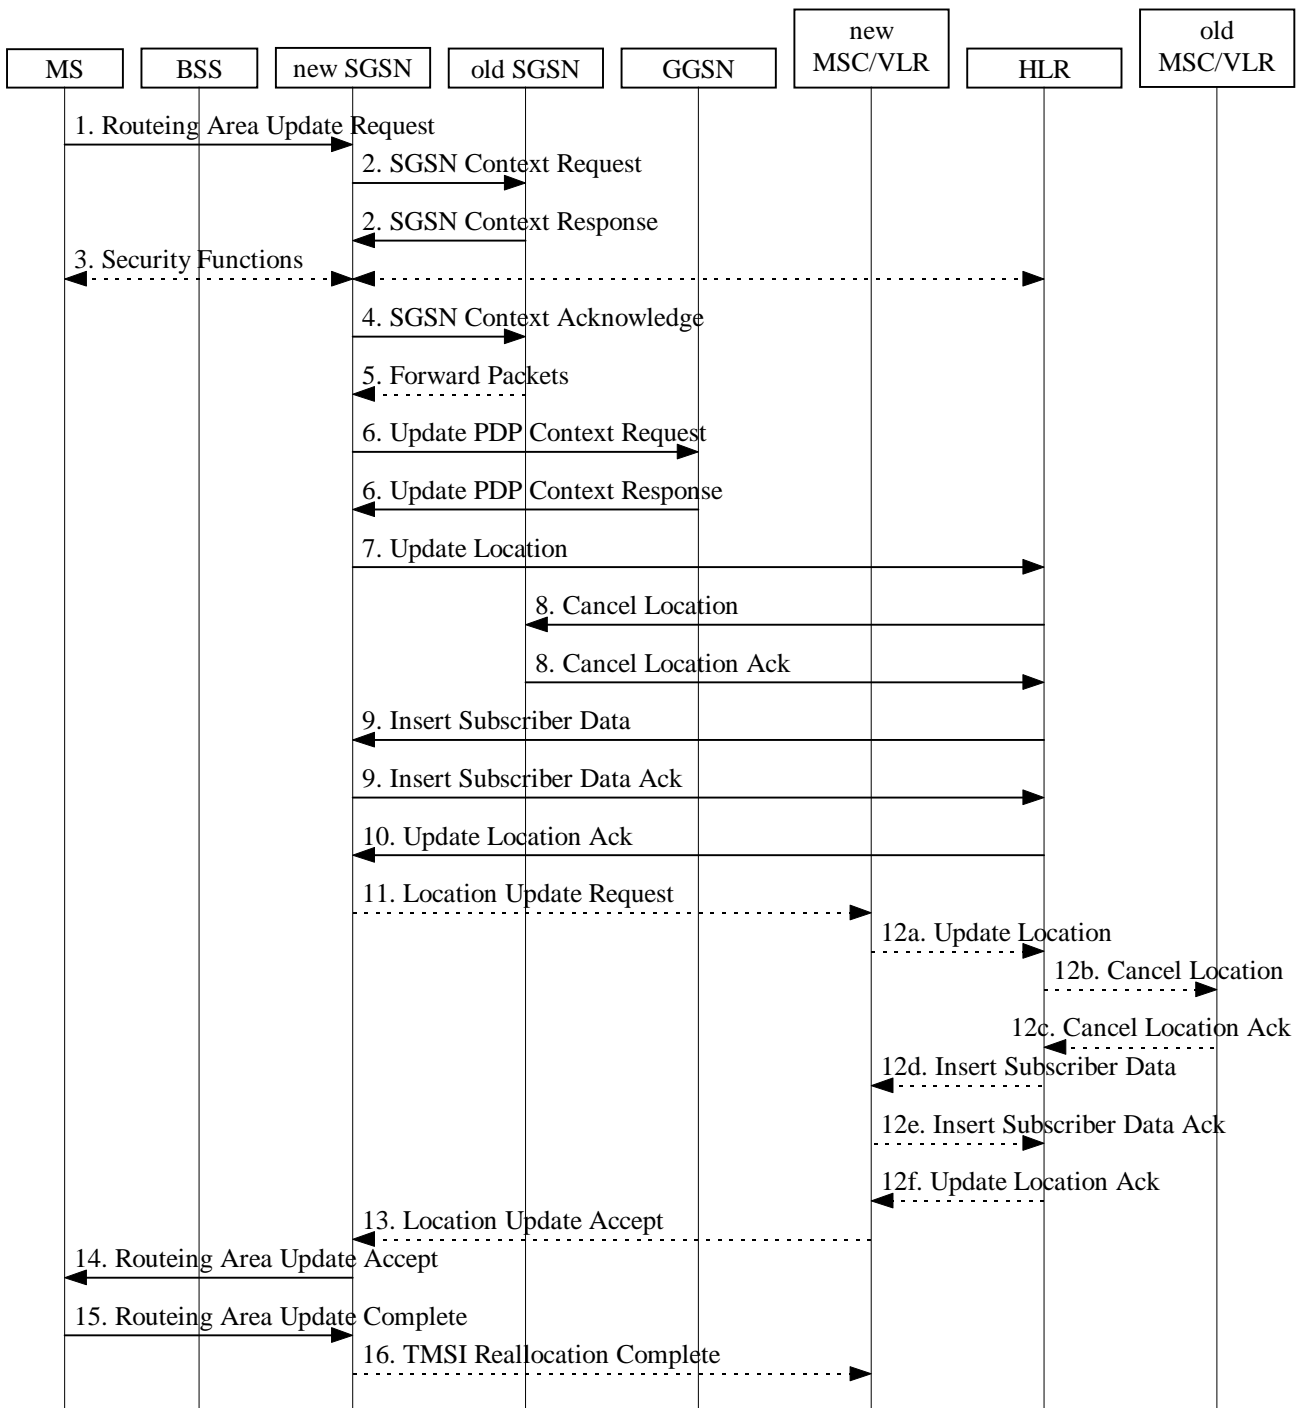 MS
BSS
new SGSN
old SGSN
GGSN
new
MSC/VLR
HLR
old
MSC/VLR
1. Routeing Area Update Request
2. SGSN Context Request
2. SGSN Context Response
3. Security Functions
4. SGSN Context Acknowledge
5. Forward Packets
6. Update PDP Context Request
6. Update PDP Context Response
7. Update Location
8. Cancel Location
8. Cancel Location Ack
9. Insert Subscriber Data
9. Insert Subscriber Data Ack
10. Update Location Ack
11. Location Update Request
12a. Update Location
12b. Cancel Location
12c. Cancel Location Ack
12d. Insert Subscriber Data
12e. Insert Subscriber Data Ack
12f. Update Location Ack
13. Location Update Accept
14. Routeing Area Update Accept
15. Routeing Area Update Complete
16. TMSI Reallocation Complete